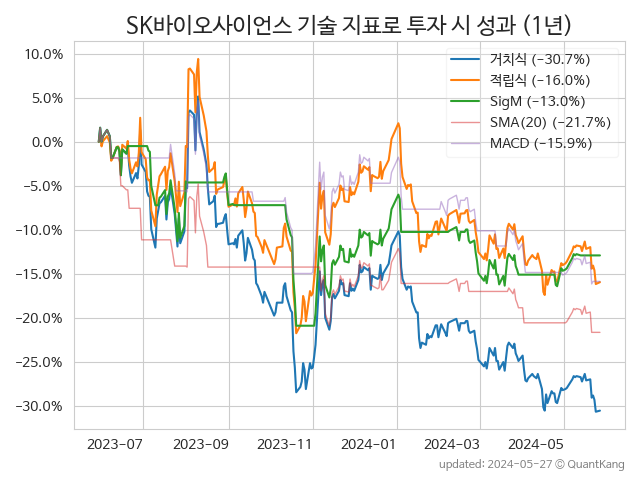 SK바이오사이언스 기술 지표로 투자 시 성과 (1년)
10.0%
5.0%
0.0%
−5.0%
−10.0%
−15.0%
−20.0%
−25.0%
−30.0%
거치식 (−30.7%)
적립식 (−16.0%)
SigM (−13.0%)
SMA(20) (−21.7%)
MACD (−15.9%)
2023−07
2023−09
2023−11
2024−01
2024−03
2024−05
updated: 2024-05-27 © QuantKang